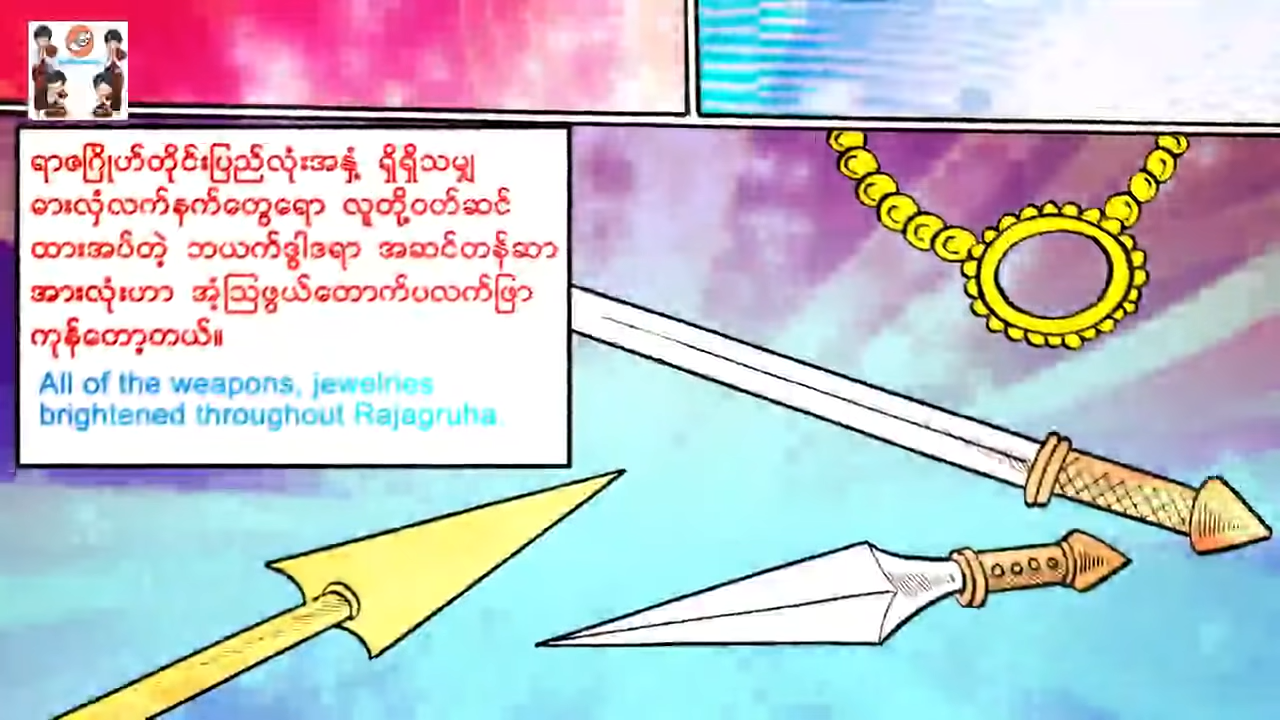 ရာဇဂြိုဟ်တိုင်းပြည်လုံးအနှံ့ ရှိရှိသမျှ
ဓားလှံလက်နက်တွေရော လူတို့ဝတ်ဆင်
ထားအပ်တဲ့ ဘယက်ဒွါဒရာ အဆင်တန်ဆာ
အားလုံးဟာ အံ့ဩဖွယ်တောက်ပလက်ဖြာ
ကုန်တော့တယ်။
All of the weapons, jewelries
brightened throughout Rajagruha.